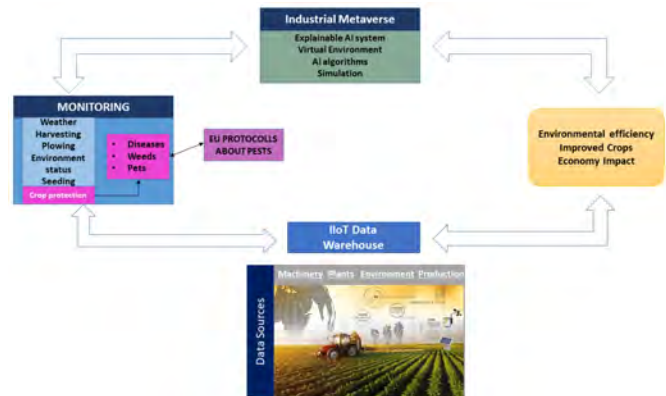 Industrial Metaverse
Explainable AI system
Virtual Environment
AI algorithms
Simulation
MONITORING
Weather
Harvesting
Plowing
Environment
status
Seeding
Crop protection
• Diseases
• Weeds
• Pets
EU PROTOCOLLS
ABOUT PESTS
Environmental efficiency
Improved Crops
Economy Impact
IIoT Data
Warehouse
Data Sources
Machinery Plants Environment Production